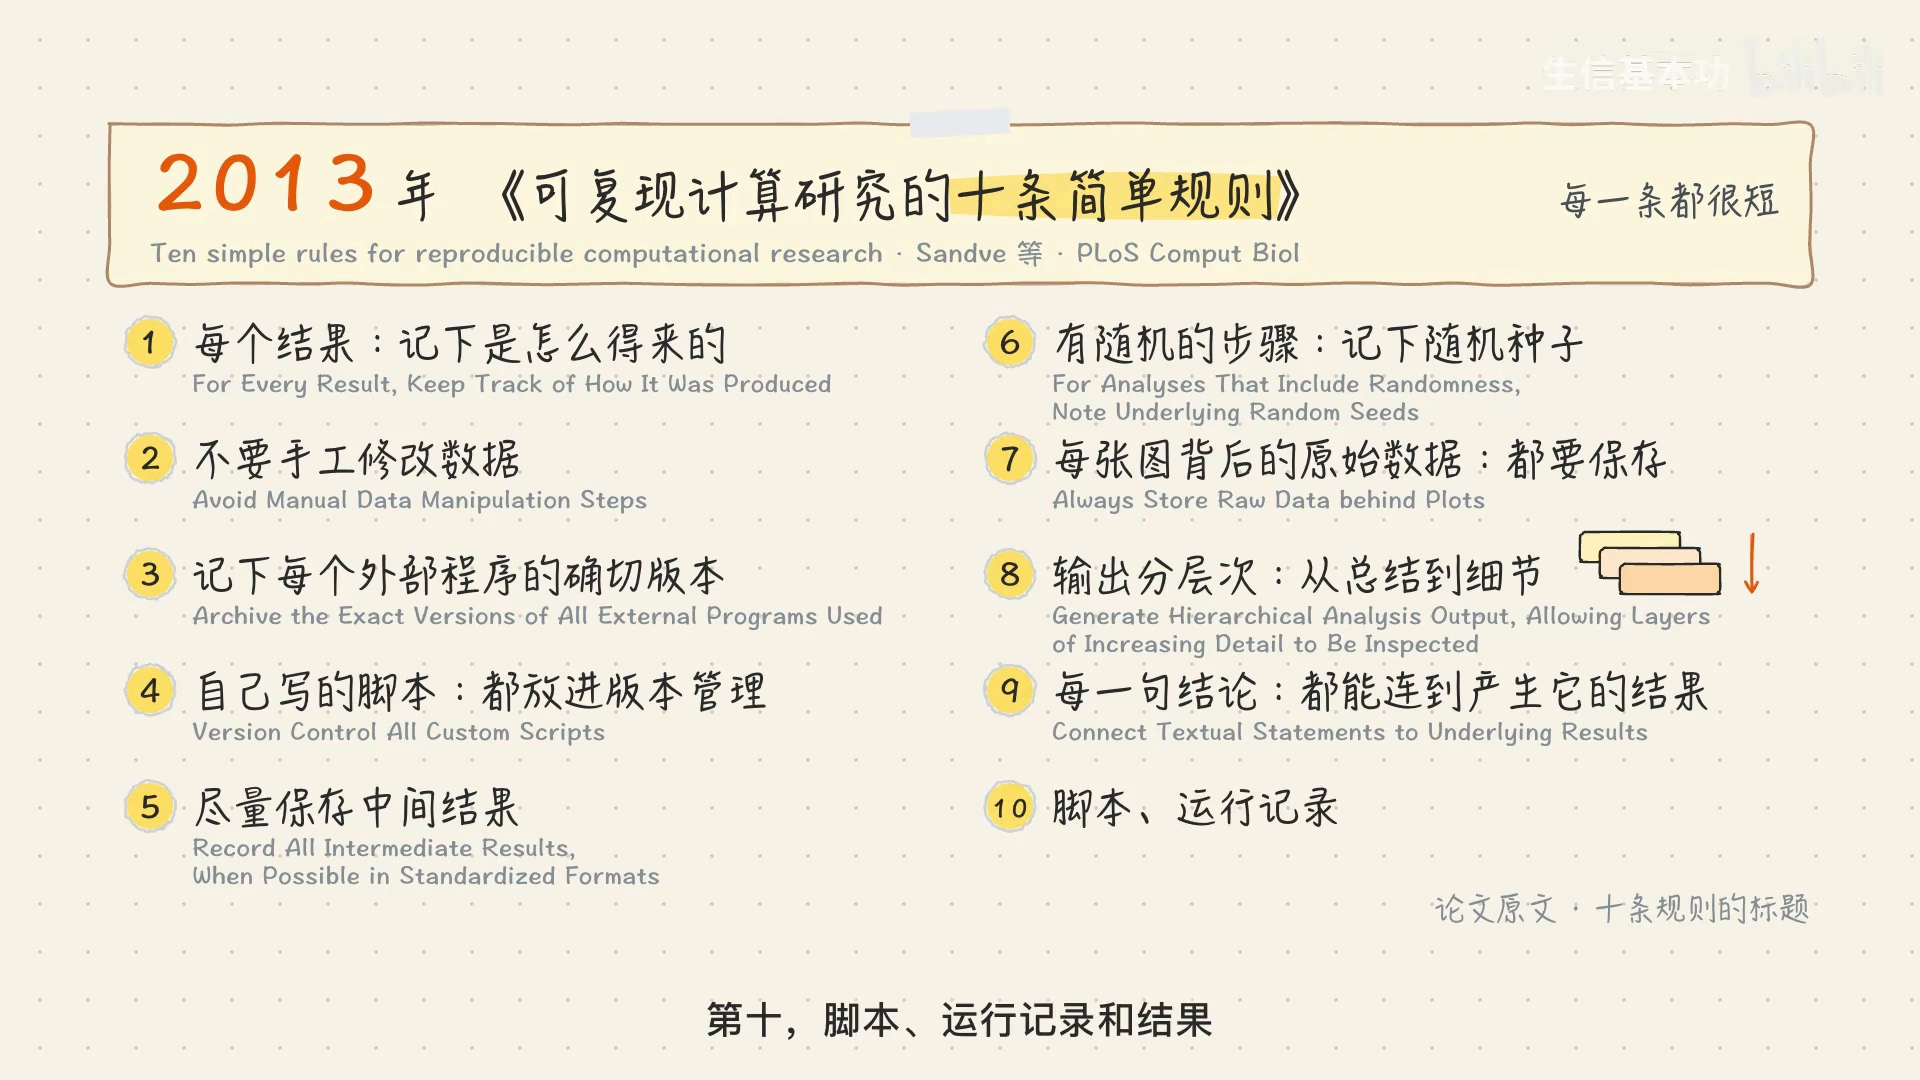 生信基本功 bilibili
2013年 《可复现计算研究的十条简单规则》
每一条都很短
Ten simple rules for reproducible computational research · Sandve 等 · PLoS Comput Biol
1 每个结果：记下是怎么得来的
For Every Result, Keep Track of How It Was Produced
2 不要手工修改数据
Avoid Manual Data Manipulation Steps
3 记下每个外部程序的确切版本
Archive the Exact Versions of All External Programs Used
4 自己写的脚本：都放进版本管理
Version Control All Custom Scripts
5 尽量保存中间结果
Record All Intermediate Results,
When Possible in Standardized Formats
6 有随机的步骤：记下随机种子
For Analyses That Include Randomness,
Note Underlying Random Seeds
7 每张图背后的原始数据：都要保存
Always Store Raw Data behind Plots
8 输出分层次：从总结到细节
Generate Hierarchical Analysis Output, Allowing Layers
of Increasing Detail to Be Inspected
9 每一句结论：都能连到产生它的结果
Connect Textual Statements to Underlying Results
10 脚本、运行记录
论文原文 · 十条规则的标题
第十，脚本、运行记录和结果